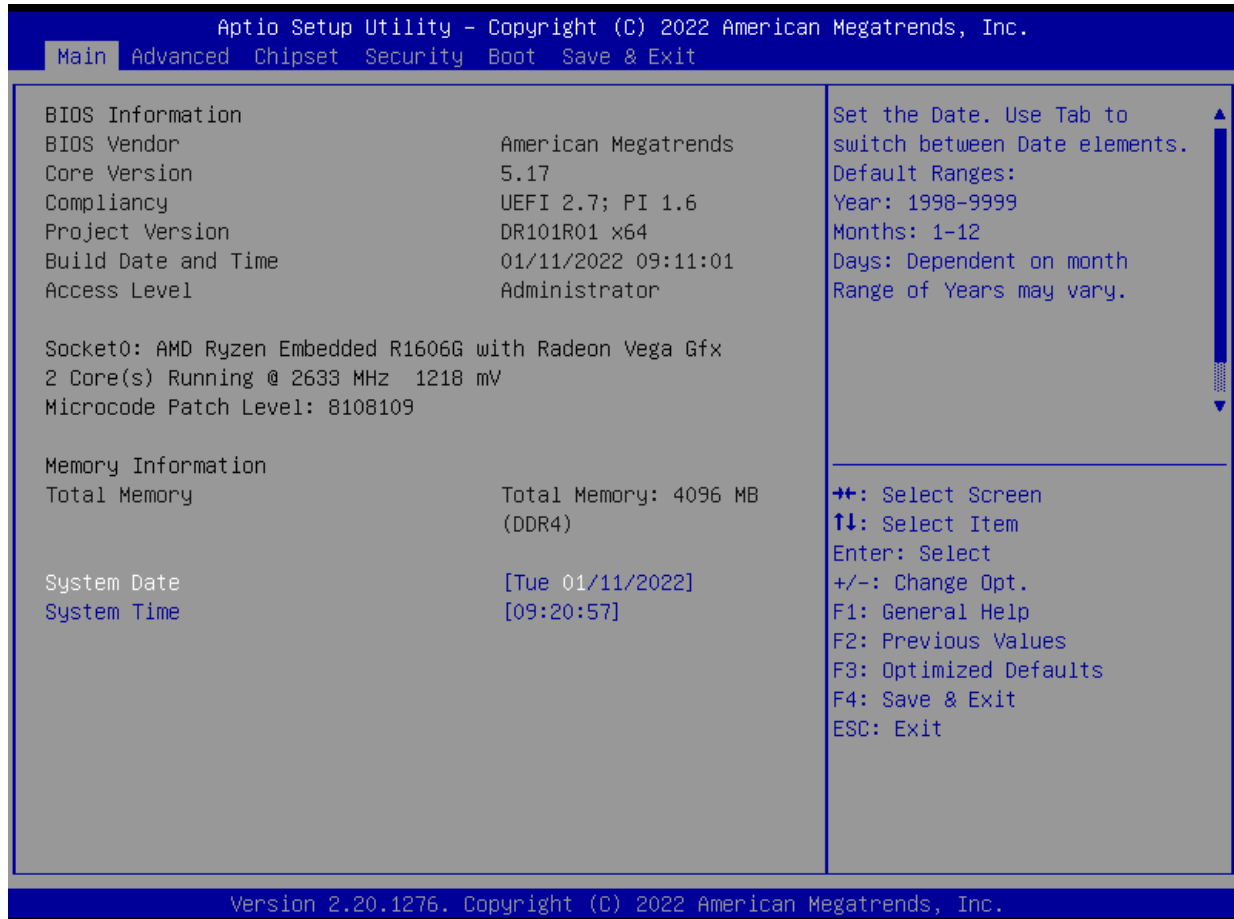 Aptio Setup Utility – Copyright (C) 2022 American Megatrends, Inc.
Main Advanced Chipset Security Boot Save & Exit
BIOS Information
BIOS Vendor American Megatrends
Core Version 5.17
Compliancy UEFI 2.7; PI 1.6
Project Version DR101R01 x64
Build Date and Time 01/11/2022 09:11:01
Access Level Administrator
Socket0: AMD Ryzen Embedded R1606G with Radeon Vega Gfx
2 Core(s) Running @ 2633 MHz 1218 mV
Microcode Patch Level: 8108109
Memory Information
Total Memory Total Memory: 4096 MB
(DDR4)
System Date [Tue 01/11/2022]
System Time [09:20:57]
Set the Date. Use Tab to
switch between Date elements.
Default Ranges:
Year: 1998-9999
Months: 1-12
Days: Dependent on month
Range of Years may vary.
→←: Select Screen
↑↓: Select Item
Enter: Select
+/-: Change Opt.
F1: General Help
F2: Previous Values
F3: Optimized Defaults
F4: Save & Exit
ESC: Exit
Version 2.20.1276. Copyright (C) 2022 American Megatrends, Inc.